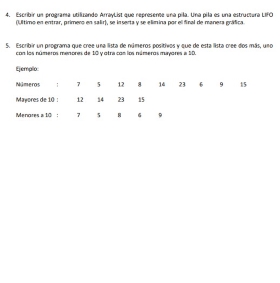 4. Escribir un programa utilizando ArrayList que represente una pila. Una pila es una estructura LIFO
(Ultimo en entrar, primero en salir), se inserta y se elimina por el final de manera gráfica.
5. Escribir un programa que cree una lista de números positivos y que de esta lista cree dos más, uno
con los números menores de 10 y otra con los números mayores a 10.
Ejemplo:
Números : 7 5 12 8 14 23 6 9 15
Mayores de 10 : 12 14 23 15
Menores a 10 : 7 5 8 6 9